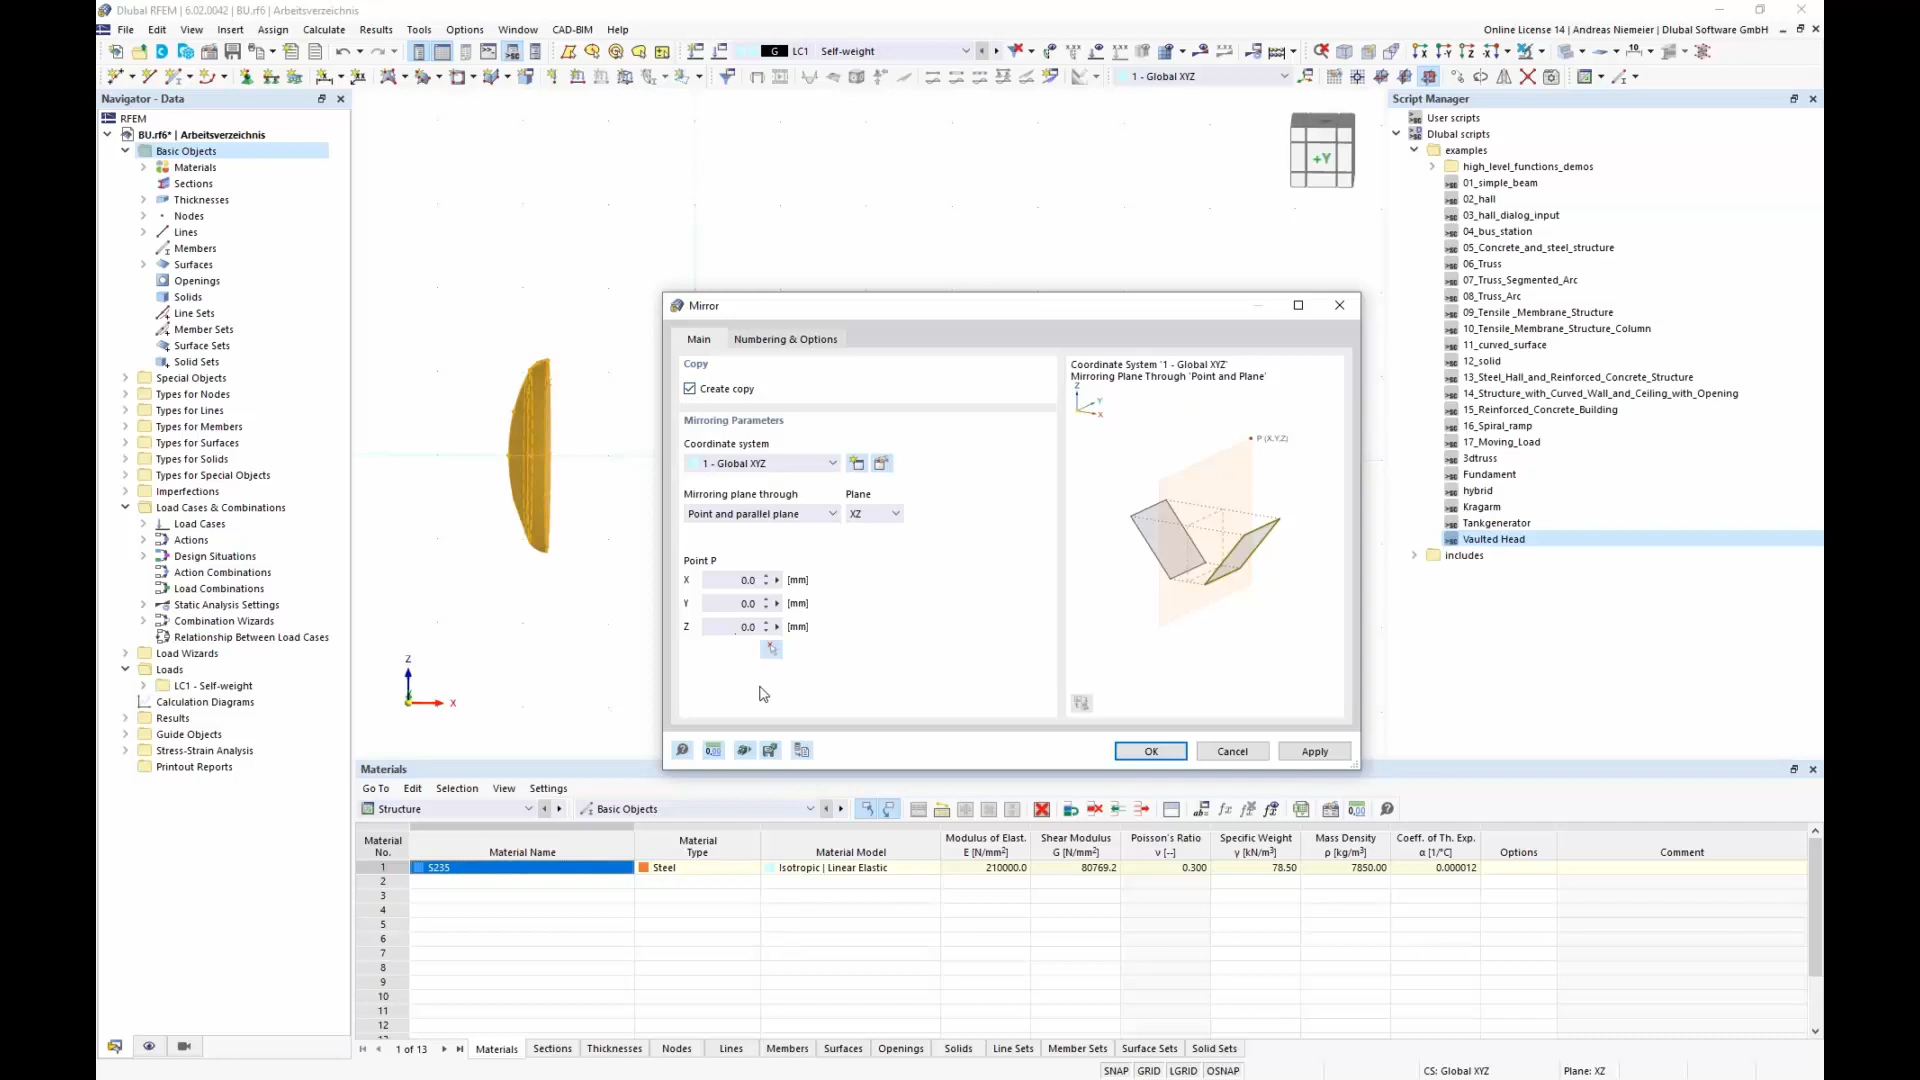 Dlubal RFEM | 6.02.0042 | BU.rf6* | Arbeitsverzeichnis
File Edit View Insert Assign Calculate Results Tools Options Window CAD-BIM Help
Online License 14 | Andreas Niemeier | Dlubal Software GmbH
G LC1 Self-weight
1 - Global XYZ
Navigator - Data
RFEM
BU.rf6* | Arbeitsverzeichnis
Basic Objects
Materials
Sections
Thicknesses
Nodes
Lines
Members
Surfaces
Openings
Solids
Line Sets
Member Sets
Surface Sets
Solid Sets
Special Objects
Types for Nodes
Types for Lines
Types for Members
Types for Surfaces
Types for Solids
Types for Special Objects
Imperfections
Load Cases & Combinations
Load Cases
Actions
Design Situations
Action Combinations
Load Combinations
Static Analysis Settings
Combination Wizards
Relationship Between Load Cases
Load Wizards
Loads
LC1 - Self-weight
Calculation Diagrams
Results
Guide Objects
Stress-Strain Analysis
Printout Reports
+Y
Z
X
Mirror
Main Numbering & Options
Copy
Create copy
Mirroring Parameters
Coordinate system
1 - Global XYZ
Mirroring plane through Plane
Point and parallel plane XZ
Point P
X 0.0 [mm]
Y 0.0 [mm]
Z 0.0 [mm]
Coordinate System '1 - Global XYZ'
Mirroring Plane Through 'Point and Plane'
Z
Y
X
P (X,Y,Z)
OK Cancel Apply
Script Manager
User scripts
Dlubal scripts
examples
high_level_functions_demos
01_simple_beam
02_hall
03_hall_dialog_input
04_bus_station
05_Concrete_and_steel_structure
06_Truss
07_Truss_Segmented_Arc
08_Truss_Arc
09_Tensile _Membrane_Structure
10_Tensile_Membrane_Structure_Column
11_curved_surface
12_solid
13_Steel_Hall_and_Reinforced_Concrete_Structure
14_Structure_with_Curved_Wall_and_Ceiling_with_Opening
15_Reinforced_Concrete_Building
16_Spiral_ramp
17_Moving_Load
3dtruss
Fundament
hybrid
Kragarm
Tankgenerator
Vaulted Head
includes
Materials
Go To Edit Selection View Settings
Structure Basic Objects
Material No. Material Name Material Type Material Model Modulus of Elast. E [N/mm²] Shear Modulus G [N/mm²] Poisson's Ratio ν [--] Specific Weight γ [kN/m³] Mass Density ρ [kg/m³] Coeff. of Th. Exp. α [1/°C] Options Comment
1 S235 Steel Isotropic | Linear Elastic 210000.0 80769.2 0.300 78.50 7850.00 0.000012
2
3
4
5
6
7
8
9
10
11
12
1 of 13 Materials Sections Thicknesses Nodes Lines Members Surfaces Openings Solids Line Sets Member Sets Surface Sets Solid Sets
SNAP GRID LGRID OSNAP CS: Global XYZ Plane: XZ